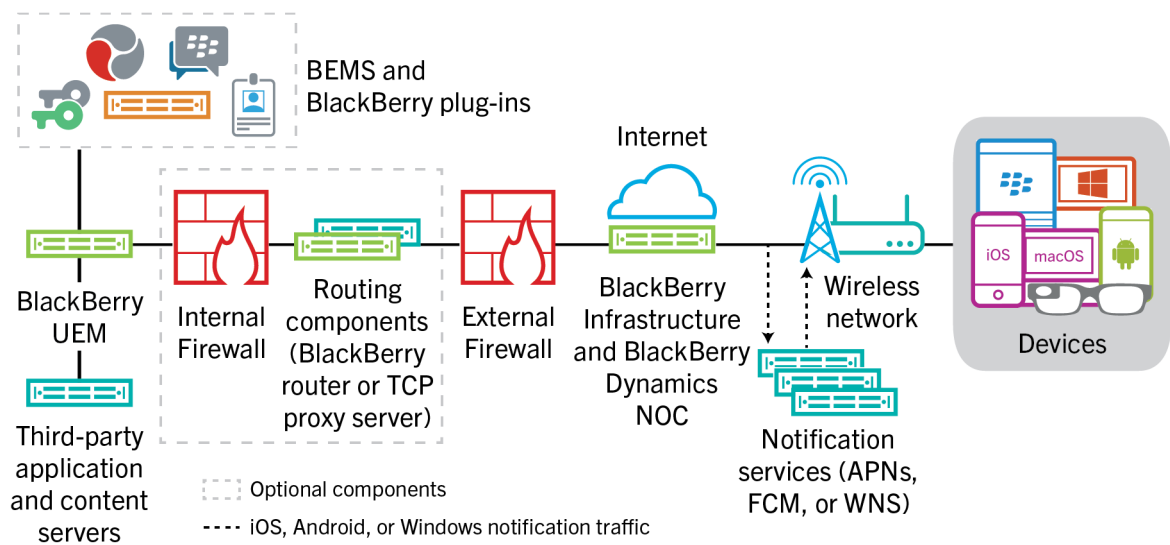 BEMS and
BlackBerry plug-ins
Internet
BlackBerry
UEM
Internal
Firewall
Routing
components
(BlackBerry
router or TCP
proxy server)
External
Firewall
BlackBerry
Infrastructure
and BlackBerry
Dynamics
NOC
Wireless
network
iOS
macOS
Devices
Third-party
application
and content
servers
Notification
services (APNs,
FCM, or WNS)
Optional components
iOS, Android, or Windows notification traffic